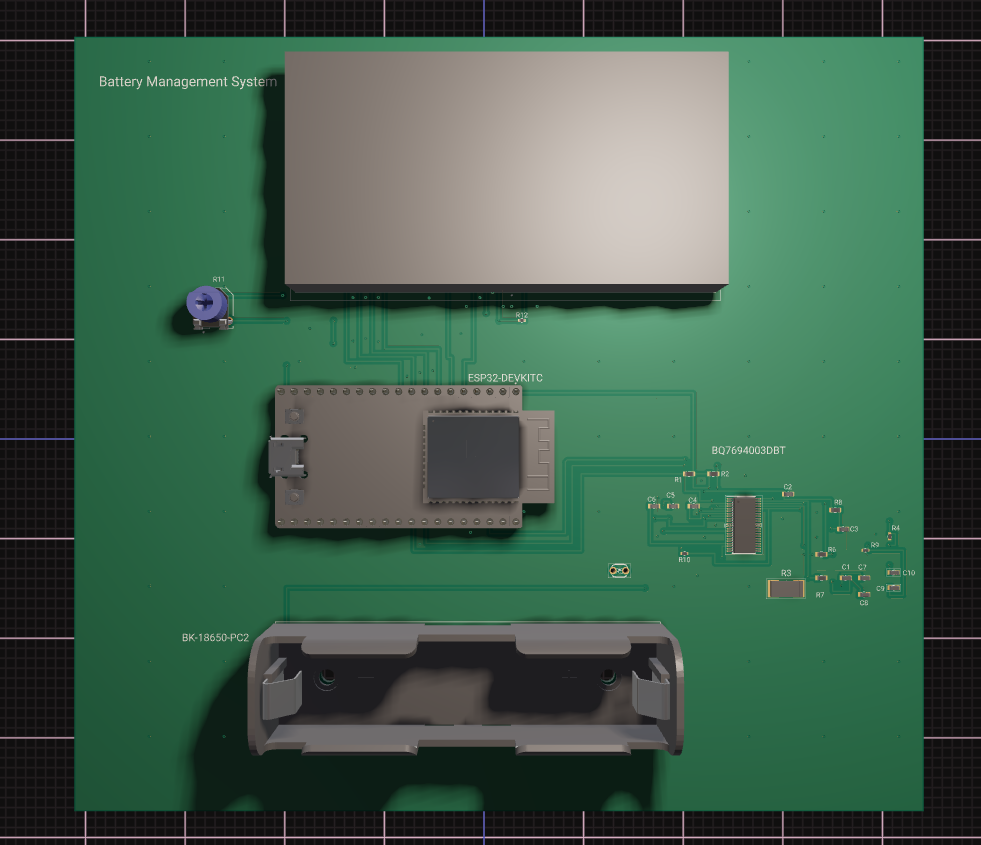 Battery Management System
R11
R12
ESP32-DEVKITC
BQ7694003DBT
R1
R2
C2
C6
C5
C4
R8
C3
R4
R9
R6
R10
R3
C1
C7
C10
R7
C9
C8
BK-18650-PC2